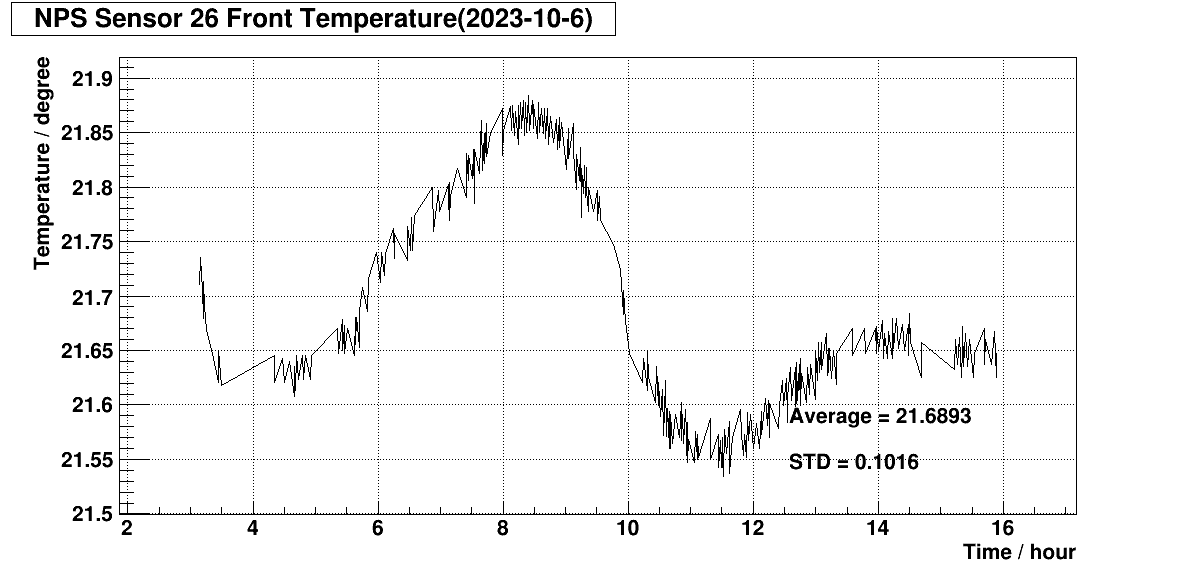 NPS Sensor 26 Front Temperature(2023-10-6)
Temperature / degree
21.9
21.85
21.8
21.75
21.7
21.65
21.6
21.55
21.5
Average = 21.6893
STD = 0.1016
2 4 6 8 10 12 14 16
Time / hour